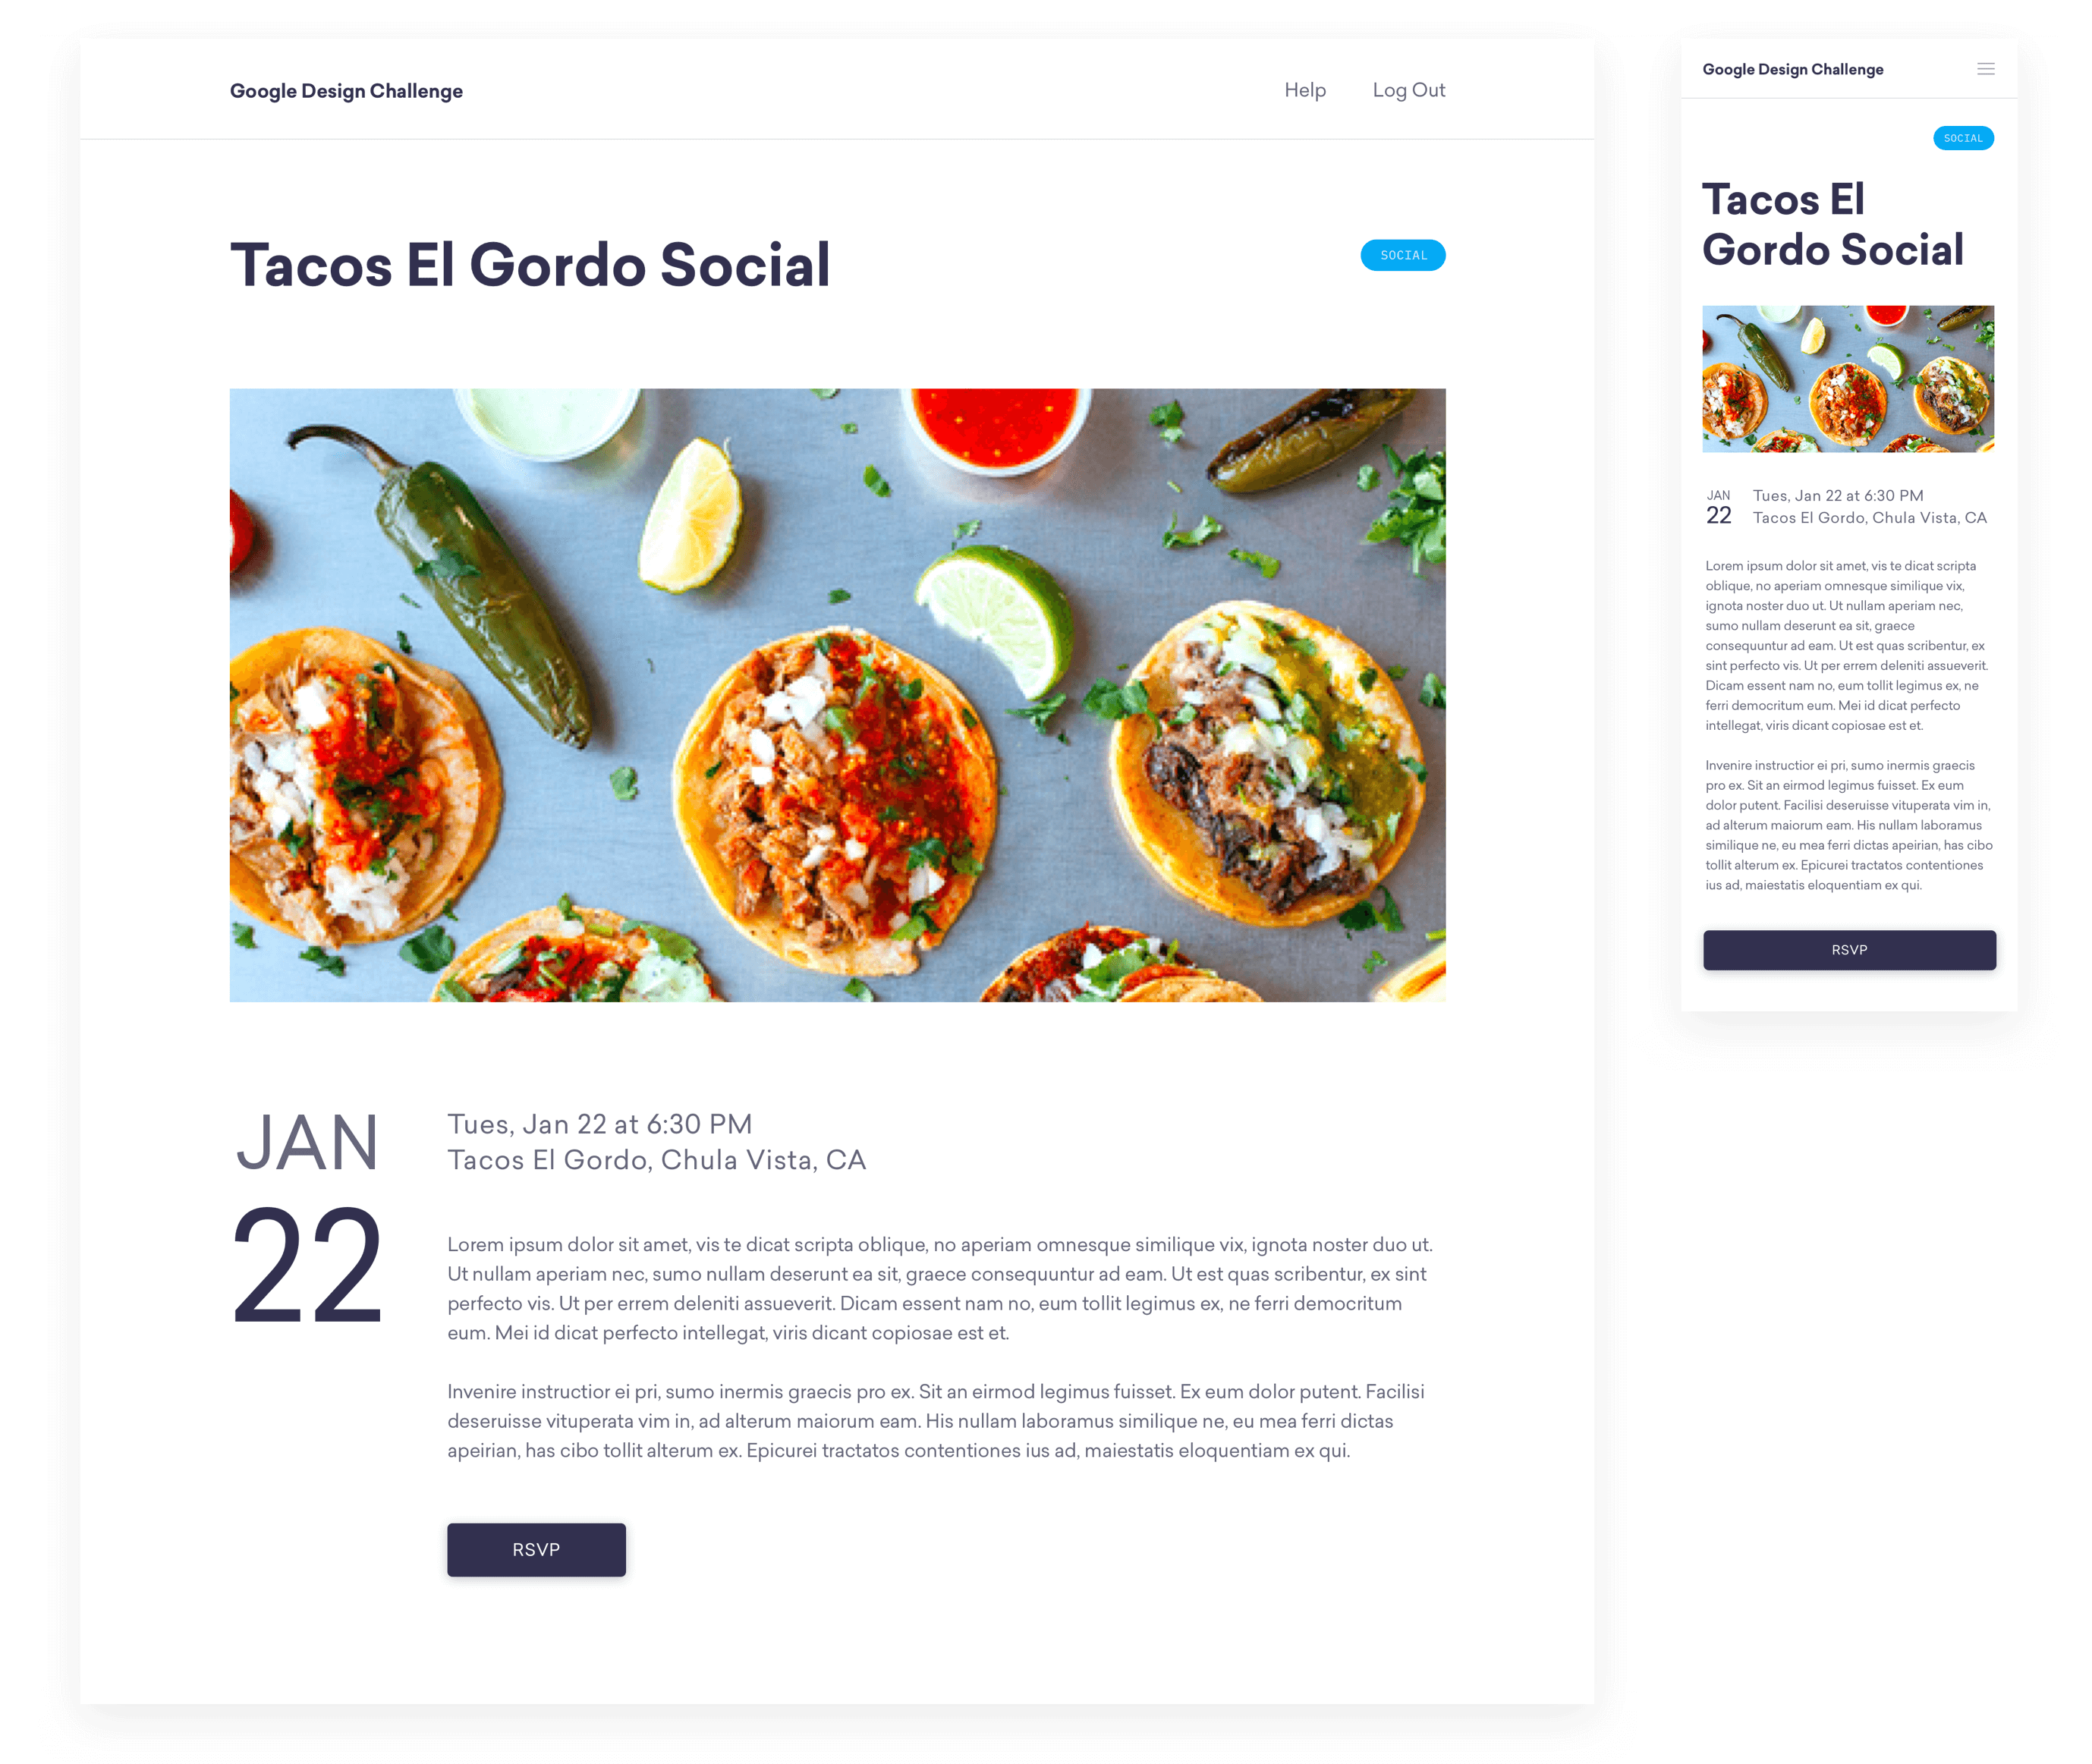 Google Design Challenge
Help
Log Out
Tacos El Gordo Social
SOCIAL
JAN
22
Tues, Jan 22 at 6:30 PM
Tacos El Gordo, Chula Vista, CA
Lorem ipsum dolor sit amet, vis te dicat scripta oblique, no aperiam omnesque similique vix, ignota noster duo ut.
Ut nullam aperiam nec, sumo nullam deserunt ea sit, graece consequuntur ad eam. Ut est quas scribentur, ex sint
perfecto vis. Ut per errem deleniti assueverit. Dicam essent nam no, eum tollit legimus ex, ne ferri democritum
eum. Mei id dicat perfecto intellegat, viris dicant copiosae est et.
Invenire instructior ei pri, sumo inermis graecis pro ex. Sit an eirmod legimus fuisset. Ex eum dolor putent. Facilisi
deseruisse vituperata vim in, ad alterum maiorum eam. His nullam laboramus similique ne, eu mea ferri dictas
apeirian, has cibo tollit alterum ex. Epicurei tractatos contentiones ius ad, maiestatis eloquentiam ex qui.
RSVP
Google Design Challenge
SOCIAL
Tacos El
Gordo Social
JAN
22
Tues, Jan 22 at 6:30 PM
Tacos El Gordo, Chula Vista, CA
Lorem ipsum dolor sit amet, vis te dicat scripta
oblique, no aperiam omnesque similique vix,
ignota noster duo ut. Ut nullam aperiam nec,
sumo nullam deserunt ea sit, graece
consequuntur ad eam. Ut est quas scribentur, ex
sint perfecto vis. Ut per errem deleniti assueverit.
Dicam essent nam no, eum tollit legimus ex, ne
ferri democritum eum. Mei id dicat perfecto
intellegat, viris dicant copiosae est et.
Invenire instructior ei pri, sumo inermis graecis
pro ex. Sit an eirmod legimus fuisset. Ex eum
dolor putent. Facilisi deseruisse vituperata vim in,
ad alterum maiorum eam. His nullam laboramus
similique ne, eu mea ferri dictas apeirian, has cibo
tollit alterum ex. Epicurei tractatos contentiones
ius ad, maiestatis eloquentiam ex qui.
RSVP